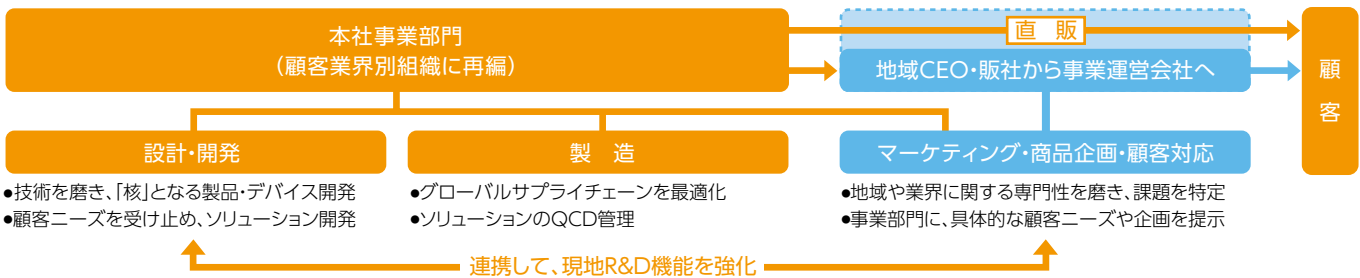 本社事業部門
（顧客業界別組織に再編）
直 販
地域CEO・販社から事業運営会社へ
顧客
設計・開発
●技術を磨き、「核」となる製品・デバイス開発
●顧客ニーズを受け止め、ソリューション開発
製 造
●グローバルサプライチェーンを最適化
●ソリューションのQCD管理
マーケティング・商品企画・顧客対応
●地域や業界に関する専門性を磨き、課題を特定
●事業部門に、具体的な顧客ニーズや企画を提示
連携して、現地R&D機能を強化